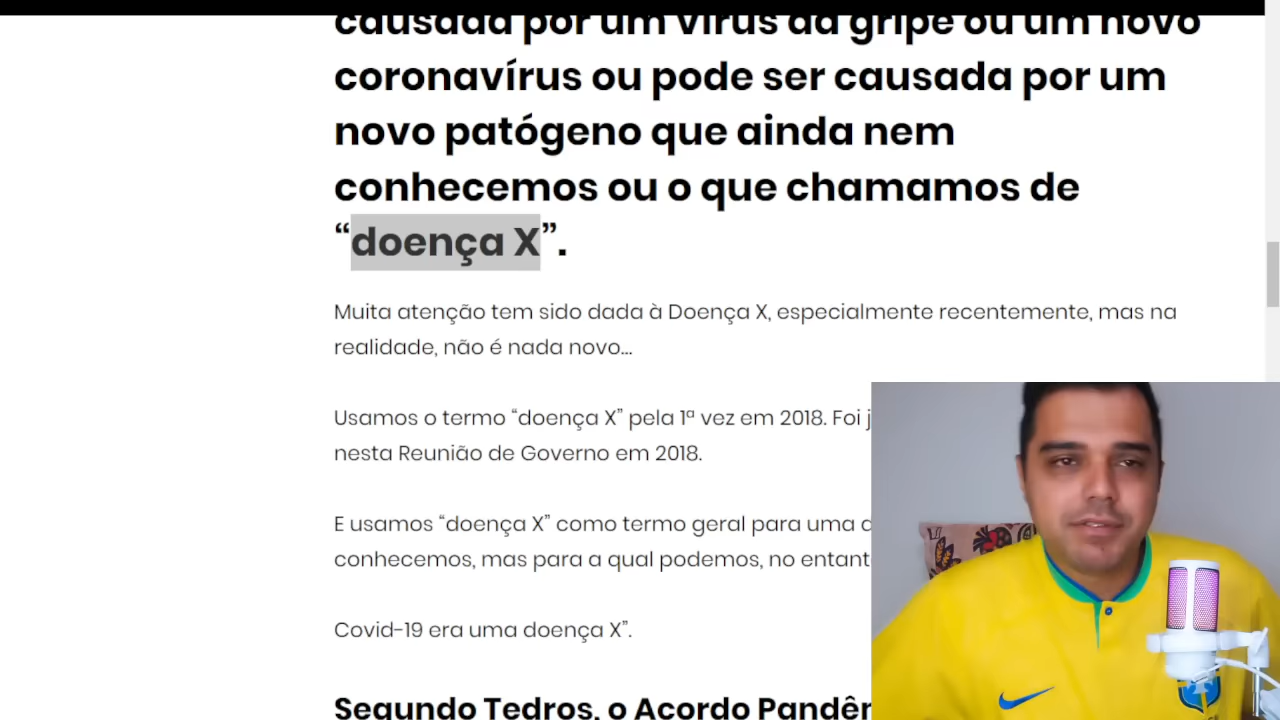 causada por um vírus da gripe ou um novo
coronavírus ou pode ser causada por um
novo patógeno que ainda nem
conhecemos ou o que chamamos de
“doença X”.
Muita atenção tem sido dada à Doença X, especialmente recentemente, mas na
realidade, não é nada novo...
Usamos o termo “doença X” pela 1ª vez em 2018. Foi
nesta Reunião de Governo em 2018.
E usamos “doença X” como termo geral para uma
conhecemos, mas para a qual podemos, no
Covid-19 era uma doença X”.
Segundo Tedros, o Acordo